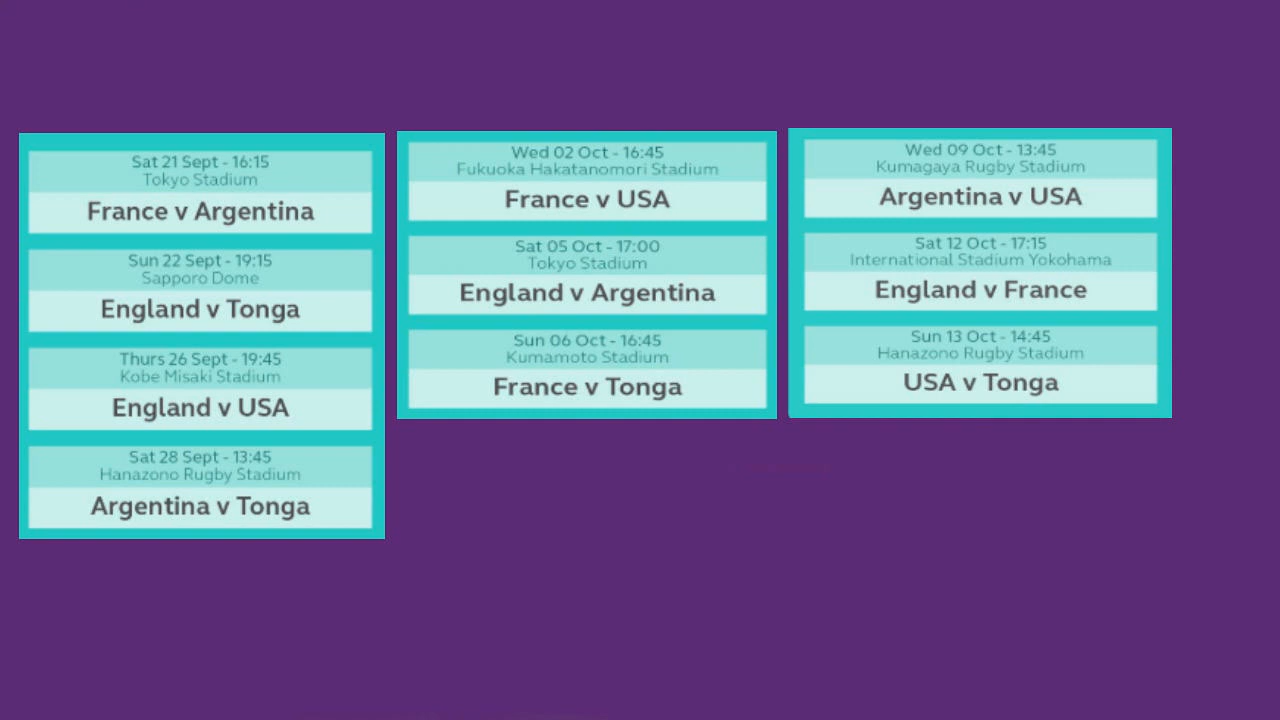 Sat 21 Sept - 16:15
Tokyo Stadium
France v Argentina
Sun 22 Sept - 19:15
Sapporo Dome
England v Tonga
Thurs 26 Sept - 19:45
Kobe Misaki Stadium
England v USA
Sat 28 Sept - 13:45
Hanazono Rugby Stadium
Argentina v Tonga
Wed 02 Oct - 16:45
Fukuoka Hakatanomori Stadium
France v USA
Sat 05 Oct - 17:00
Tokyo Stadium
England v Argentina
Sun 06 Oct - 16:45
Kumamoto Stadium
France v Tonga
Wed 09 Oct - 13:45
Kumagaya Rugby Stadium
Argentina v USA
Sat 12 Oct - 17:15
International Stadium Yokohama
England v France
Sun 13 Oct - 14:45
Hanazono Rugby Stadium
USA v Tonga